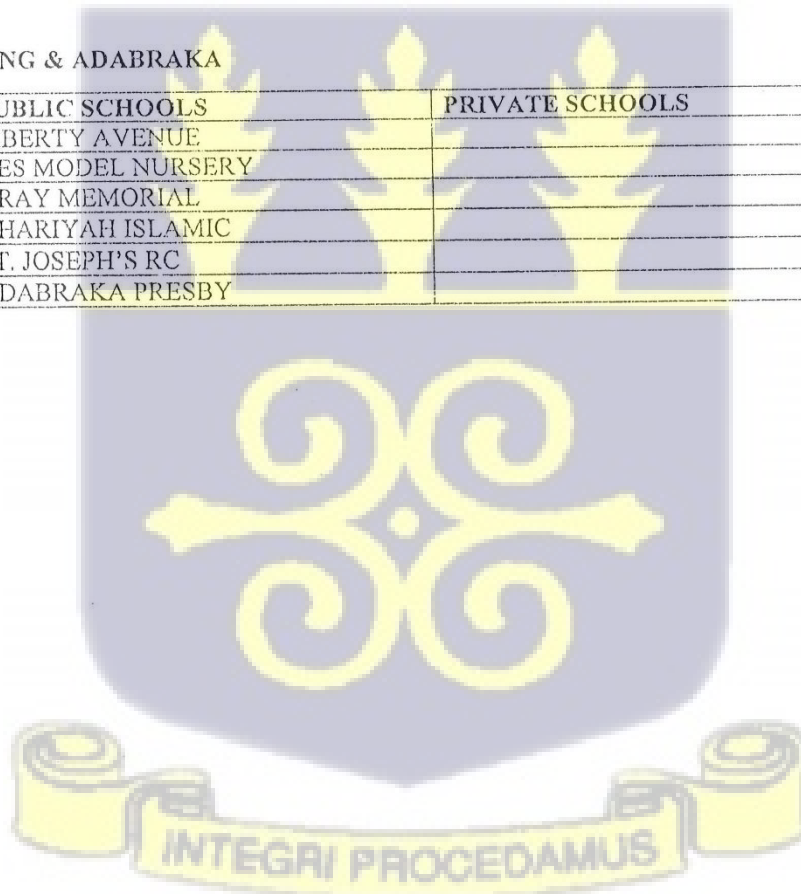 NG & ADABRAKA
UBLIC SCHOOLS PRIVATE SCHOOLS
BERTY AVENUE
ES MODEL NURSERY
RAY MEMORIAL
HARIYAH ISLAMIC
T. JOSEPH'S RC
DABRAKA PRESBY
INTEGRI PROCEDAMUS